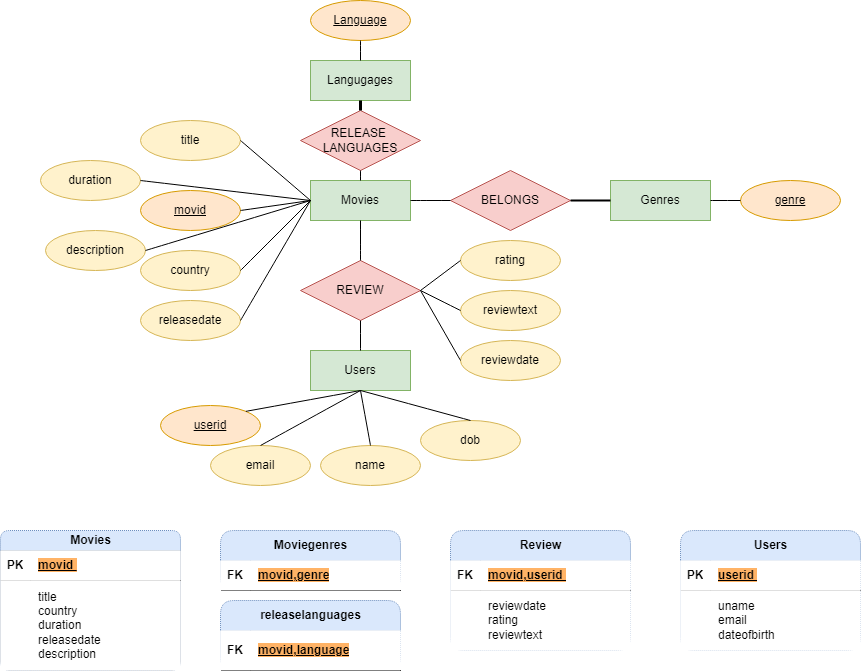 Language
Langugages
RELEASE
LANGUAGES
title
duration
movid
description
country
releasedate
Movies
BELONGS
Genres
genre
REVIEW
rating
reviewtext
reviewdate
Users
userid
email
name
dob
Movies
PK movid
title
country
duration
releasedate
description
Moviegenres
FK movid,genre
releaselanguages
FK movid,language
Review
FK movid,userid
reviewdate
rating
reviewtext
Users
PK userid
uname
email
dateofbirth